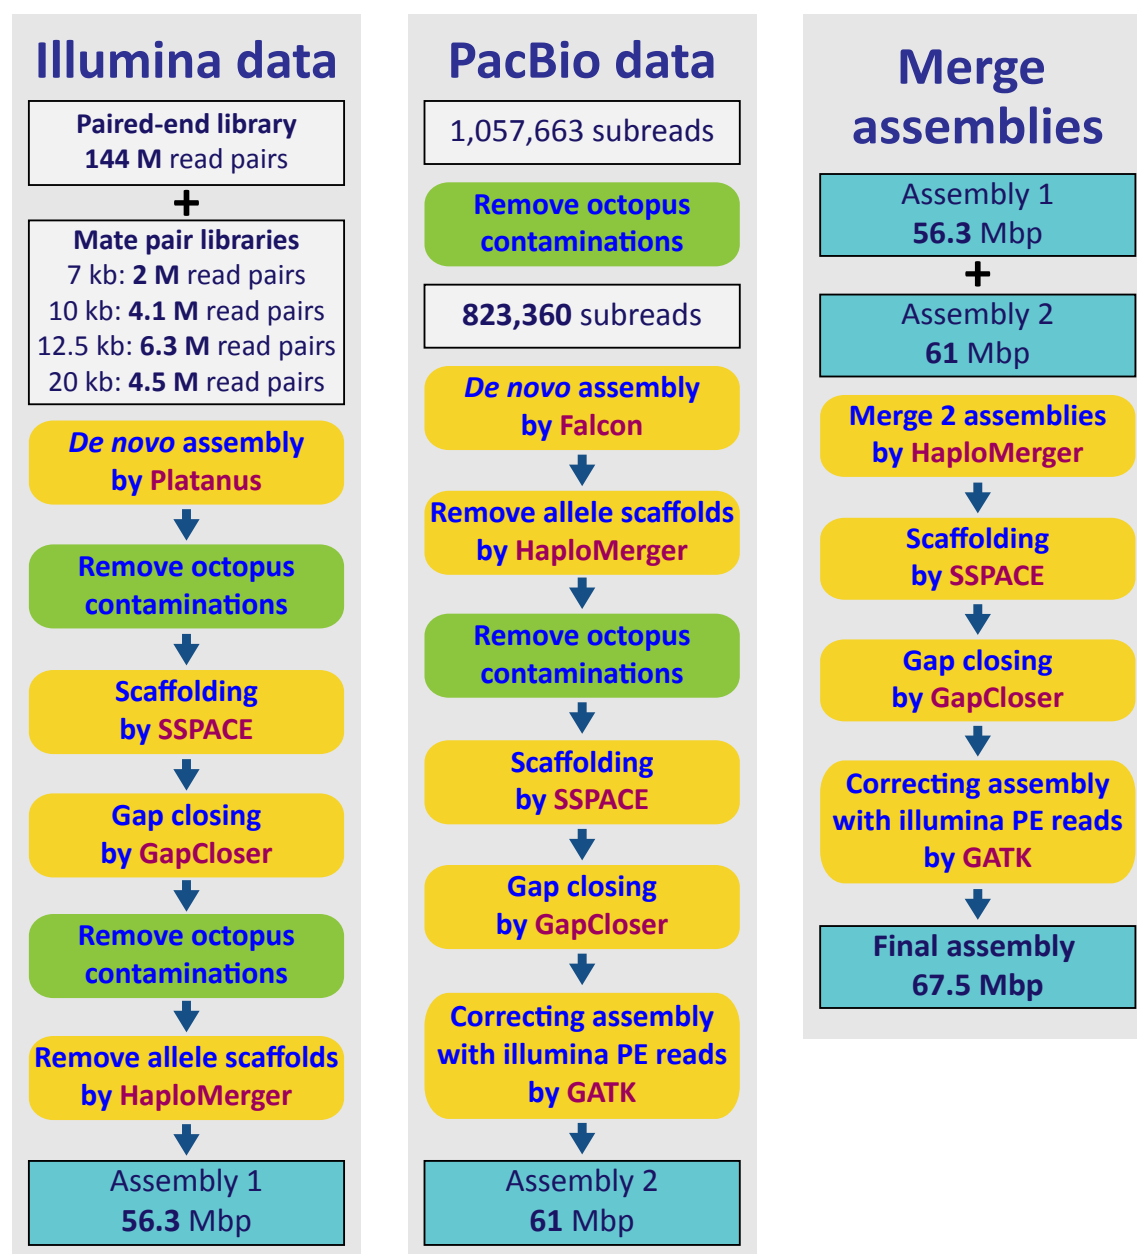 Illumina data
Paired-end library
144 M read pairs
+
Mate pair libraries
7 kb: 2 M read pairs
10 kb: 4.1 M read pairs
12.5 kb: 6.3 M read pairs
20 kb: 4.5 M read pairs
De novo assembly
by Platanus
Remove octopus
contaminations
Scaffolding
by SSPACE
Gap closing
by GapCloser
Remove octopus
contaminations
Remove allele scaffolds
by HaploMerger
Assembly 1
56.3 Mbp
PacBio data
1,057,663 subreads
Remove octopus
contaminations
823,360 subreads
De novo assembly
by Falcon
Remove allele scaffolds
by HaploMerger
Remove octopus
contaminations
Scaffolding
by SSPACE
Gap closing
by GapCloser
Correcting assembly
with illumina PE reads
by GATK
Assembly 2
61 Mbp
Merge
assemblies
Assembly 1
56.3 Mbp
+
Assembly 2
61 Mbp
Merge 2 assemblies
by HaploMerger
Scaffolding
by SSPACE
Gap closing
by GapCloser
Correcting assembly
with illumina PE reads
by GATK
Final assembly
67.5 Mbp